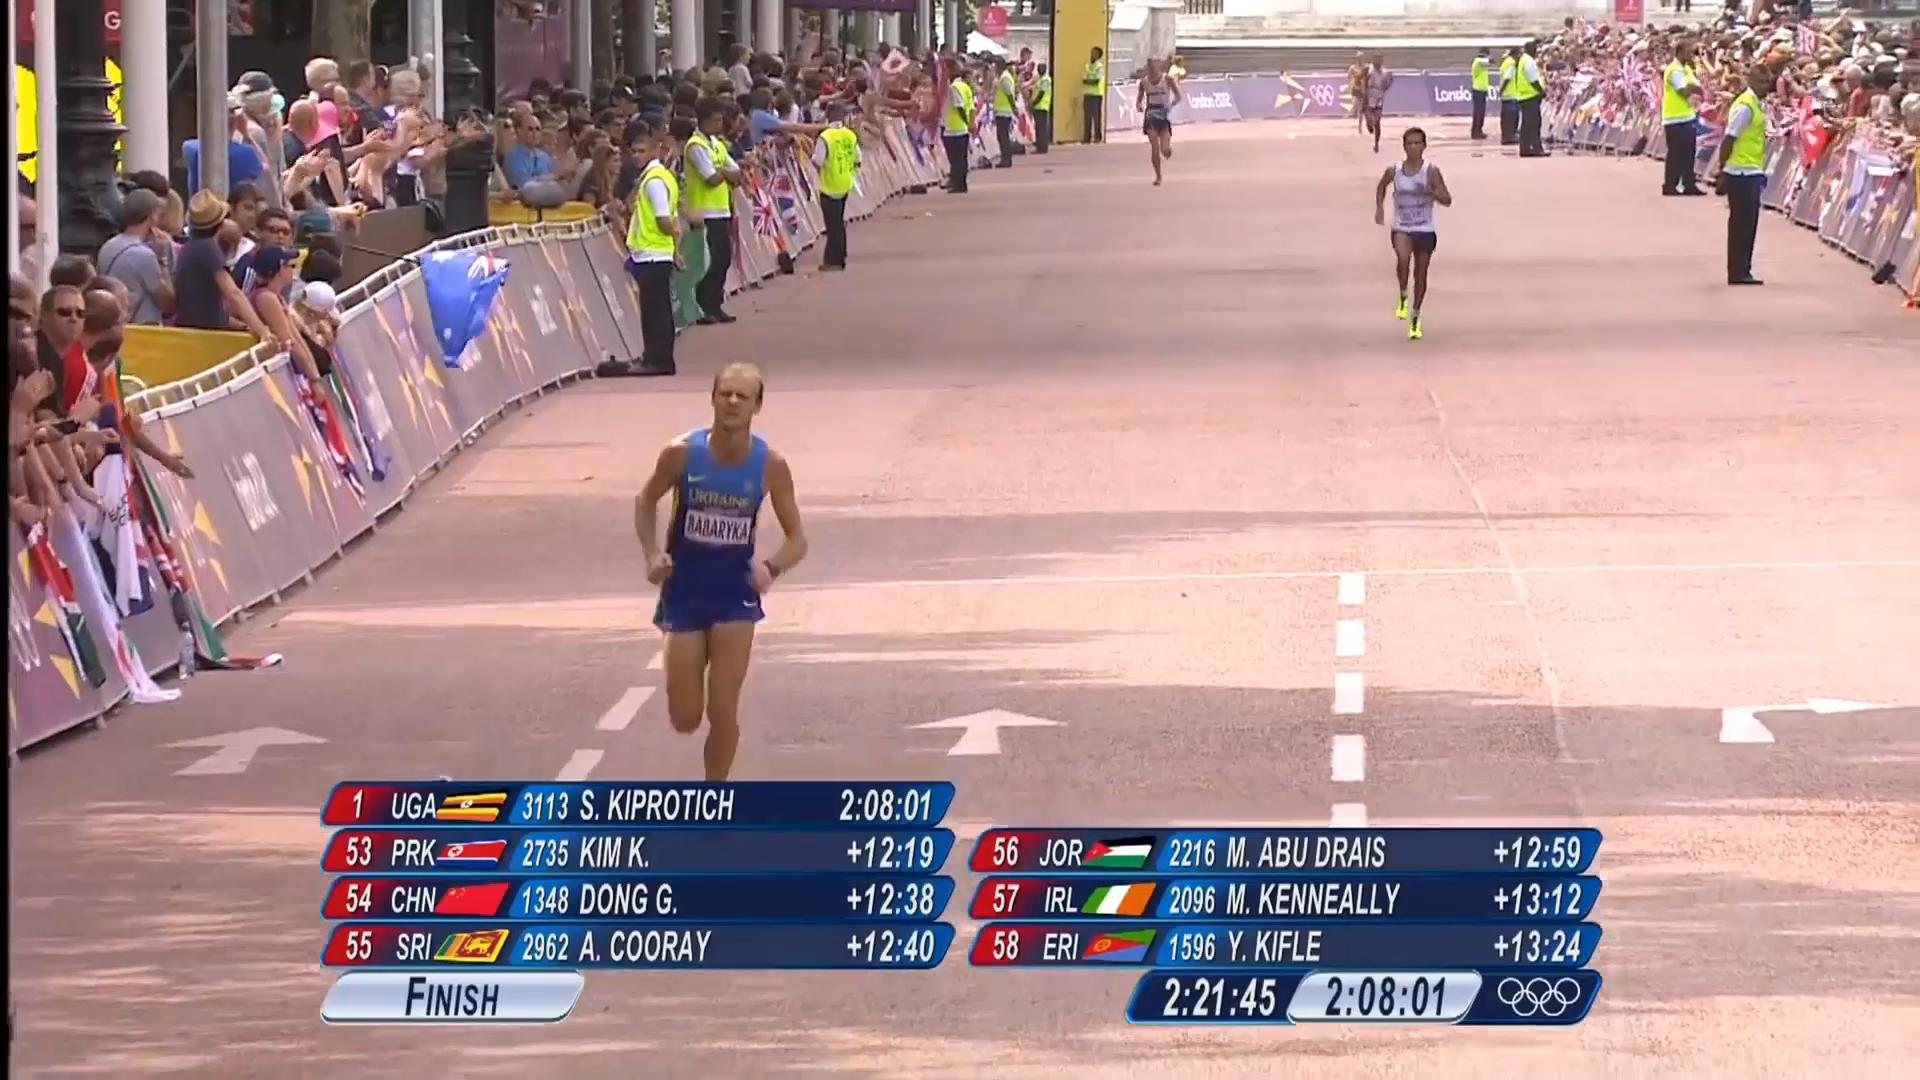 London 2012
London
UKRAINE
BABARYKA
1 UGA 3113 S. KIPROTICH 2:08:01
53 PRK 2735 KIM K. +12:19
54 CHN 1348 DONG G. +12:38
55 SRI 2962 A. COORAY +12:40
56 JOR 2216 M. ABU DRAIS +12:59
57 IRL 2096 M. KENNEALLY +13:12
58 ERI 1596 Y. KIFLE +13:24
FINISH
2:21:45 2:08:01